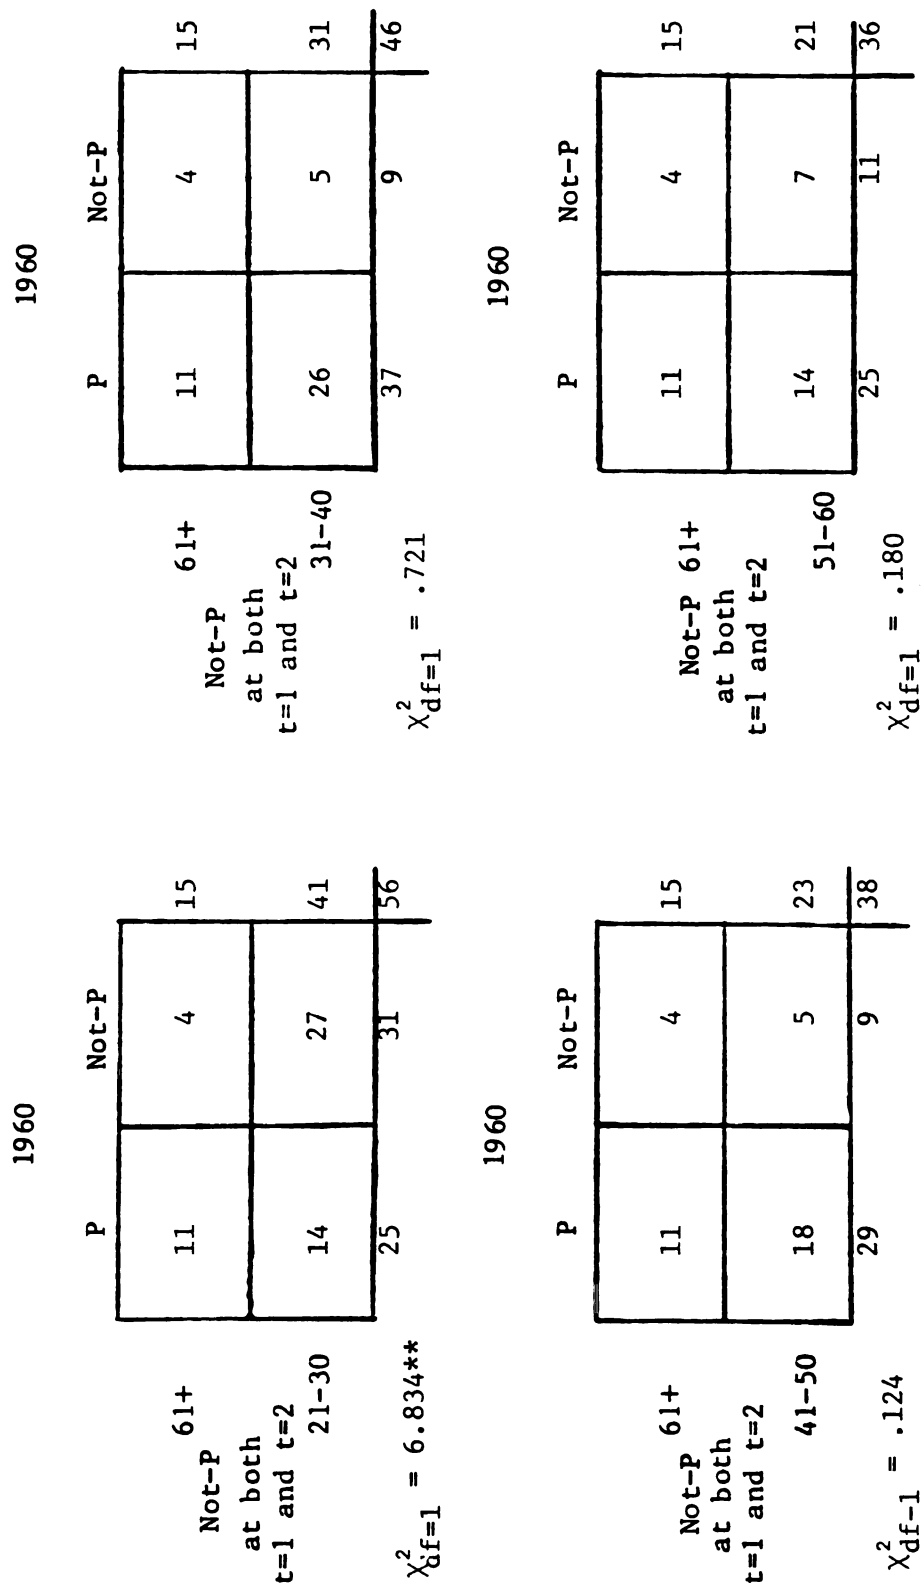 1960
P Not-P
61+ 11 4 15
Not-P
at both
t=1 and t=2
21-30 14 27 41
25 31 56
χ²df=1 = 6.834**
1960
P Not-P
61+ 11 4 15
Not-P
at both
t=1 and t=2
31-40 26 5 31
37 9 46
χ²df=1 = .721
1960
P Not-P
61+ 11 4 15
Not-P
at both
t=1 and t=2
41-50 18 5 23
29 9 38
χ²df-1 = .124
1960
P Not-P
Not-P 61+ 11 4 15
at both
t=1 and t=2
51-60 14 7 21
25 11 36
χ²df=1 = .180